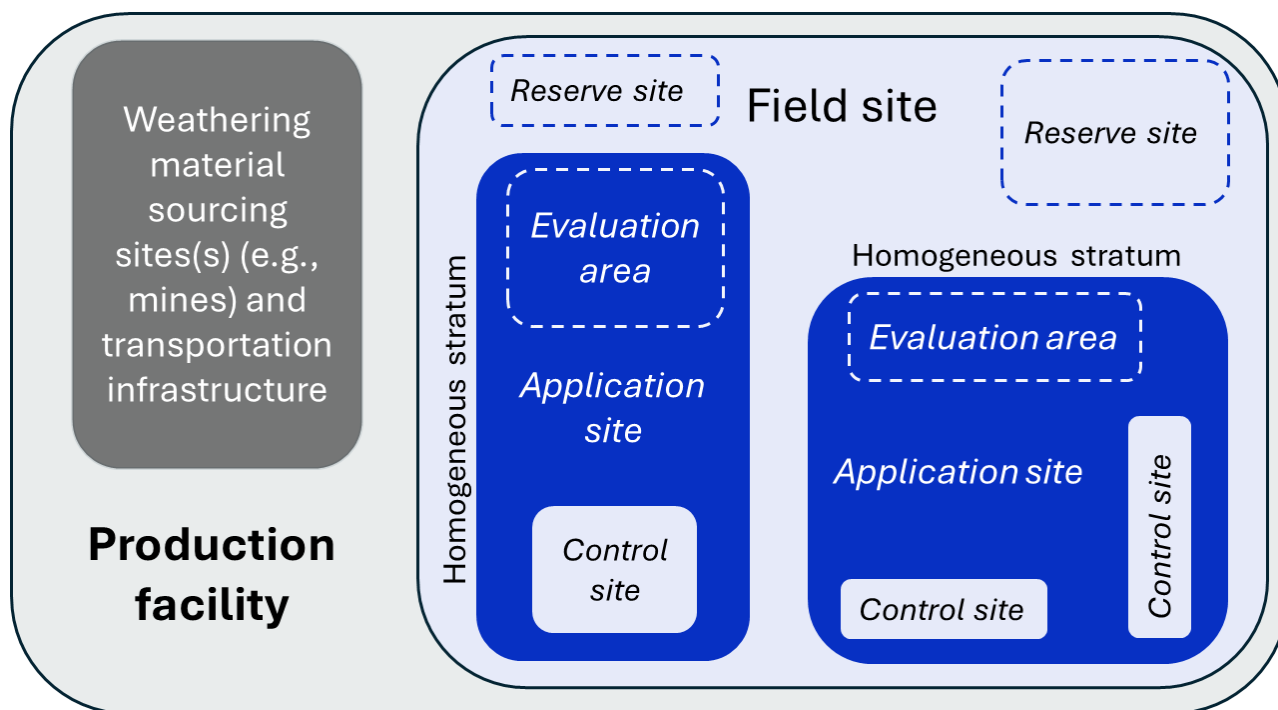 Weathering
material
sourcing
sites(s) (e.g.,
mines) and
transportation
infrastructure
Production
facility
Field site
Reserve site
Reserve site
Homogeneous stratum
Evaluation
area
Application
site
Control
site
Homogeneous stratum
Evaluation area
Application site
Control site
Control site